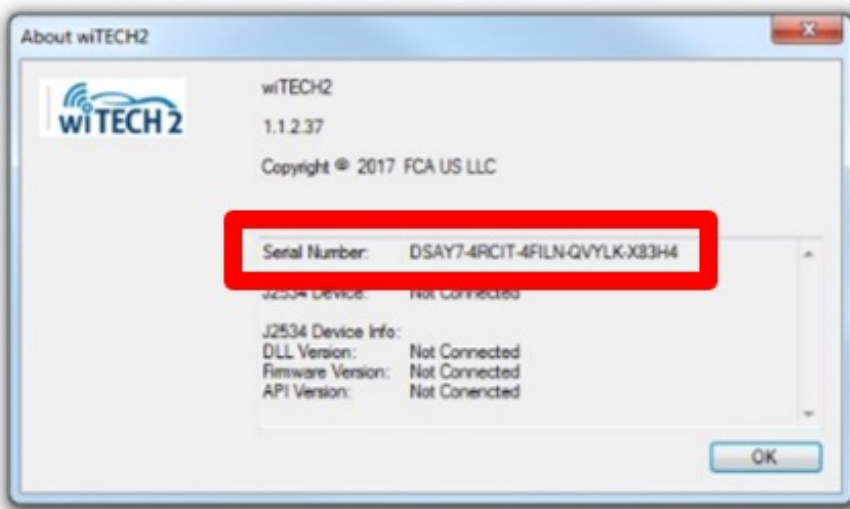 About wiTECH2
wiTECH 2
wiTECH2
1.1.2.37
Copyright © 2017 FCA US LLC
Serial Number: DSAY7-4RCIT-4FILN-QVYLK-X83H4
J2534 Device: Not Connected
J2534 Device Info:
DLL Version: Not Connected
Firmware Version: Not Connected
API Version: Not Conencted
OK